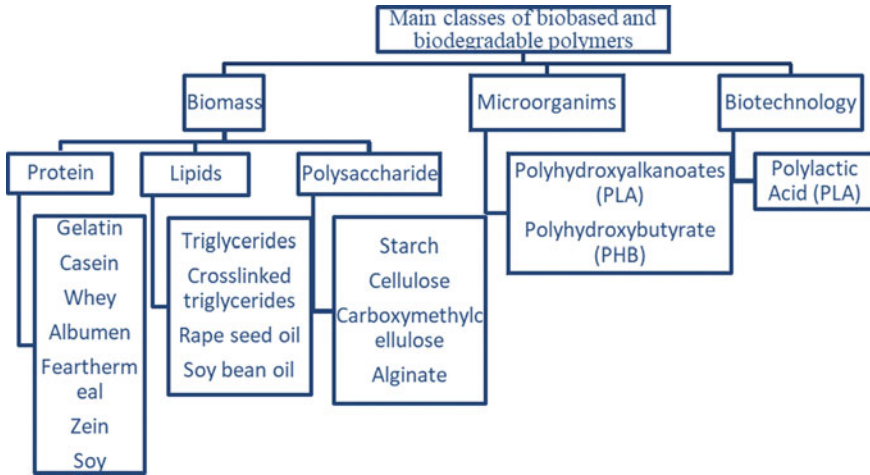 Main classes of biobased and
biodegradable polymers
Biomass
Microorganims
Biotechnology
Protein
Lipids
Polysaccharide
Gelatin
Casein
Whey
Albumen
Feartherm
eal
Zein
Soy
Triglycerides
Crosslinked
triglycerides
Rape seed oil
Soy bean oil
Starch
Cellulose
Carboxymethylc
ellulose
Alginate
Polyhydroxyalkanoates
(PLA)
Polyhydroxybutyrate
(PHB)
Polylactic
Acid (PLA)